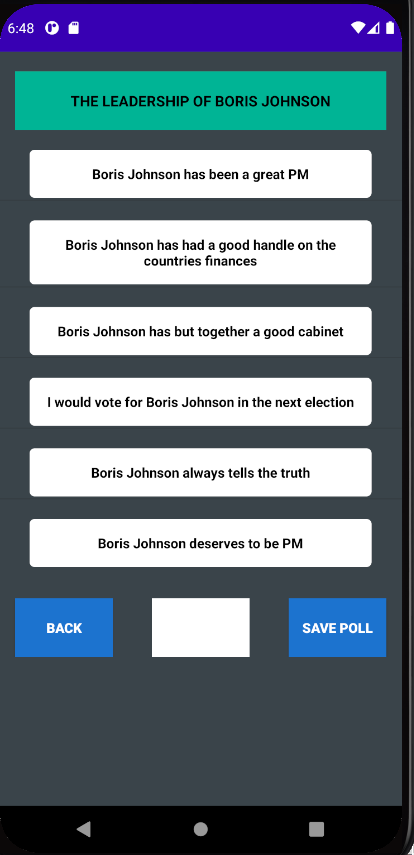 6:48
THE LEADERSHIP OF BORIS JOHNSON
Boris Johnson has been a great PM
Boris Johnson has had a good handle on the
countries finances
Boris Johnson has but together a good cabinet
I would vote for Boris Johnson in the next election
Boris Johnson always tells the truth
Boris Johnson deserves to be PM
BACK
SAVE POLL